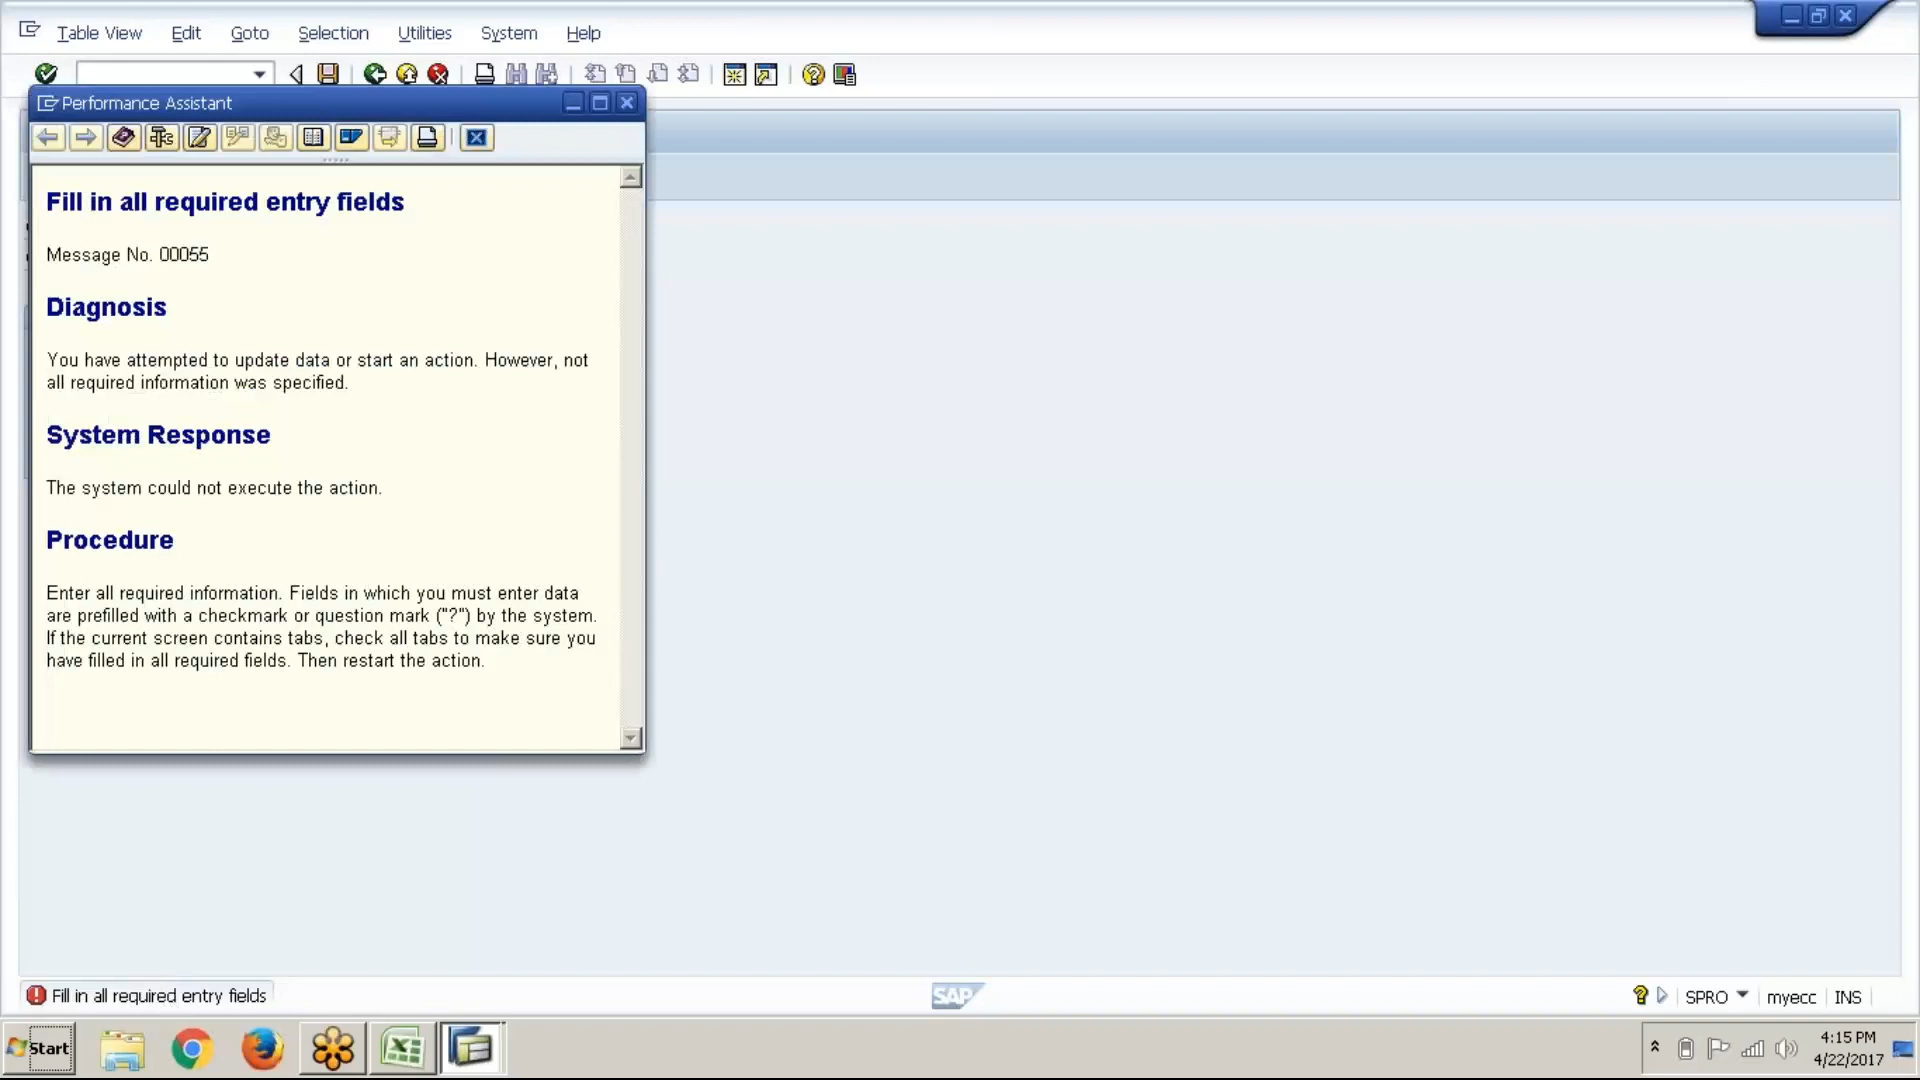 Table View Edit Goto Selection Utilities System Help
Performance Assistant
Fill in all required entry fields
Message No. 00055
Diagnosis
You have attempted to update data or start an action. However, not
all required information was specified.
System Response
The system could not execute the action.
Procedure
Enter all required information. Fields in which you must enter data
are prefilled with a checkmark or question mark ("?") by the system.
If the current screen contains tabs, check all tabs to make sure you
have filled in all required fields. Then restart the action.
Fill in all required entry fields
SAP
SPRO myecc INS
Start
4:15 PM
4/22/2017